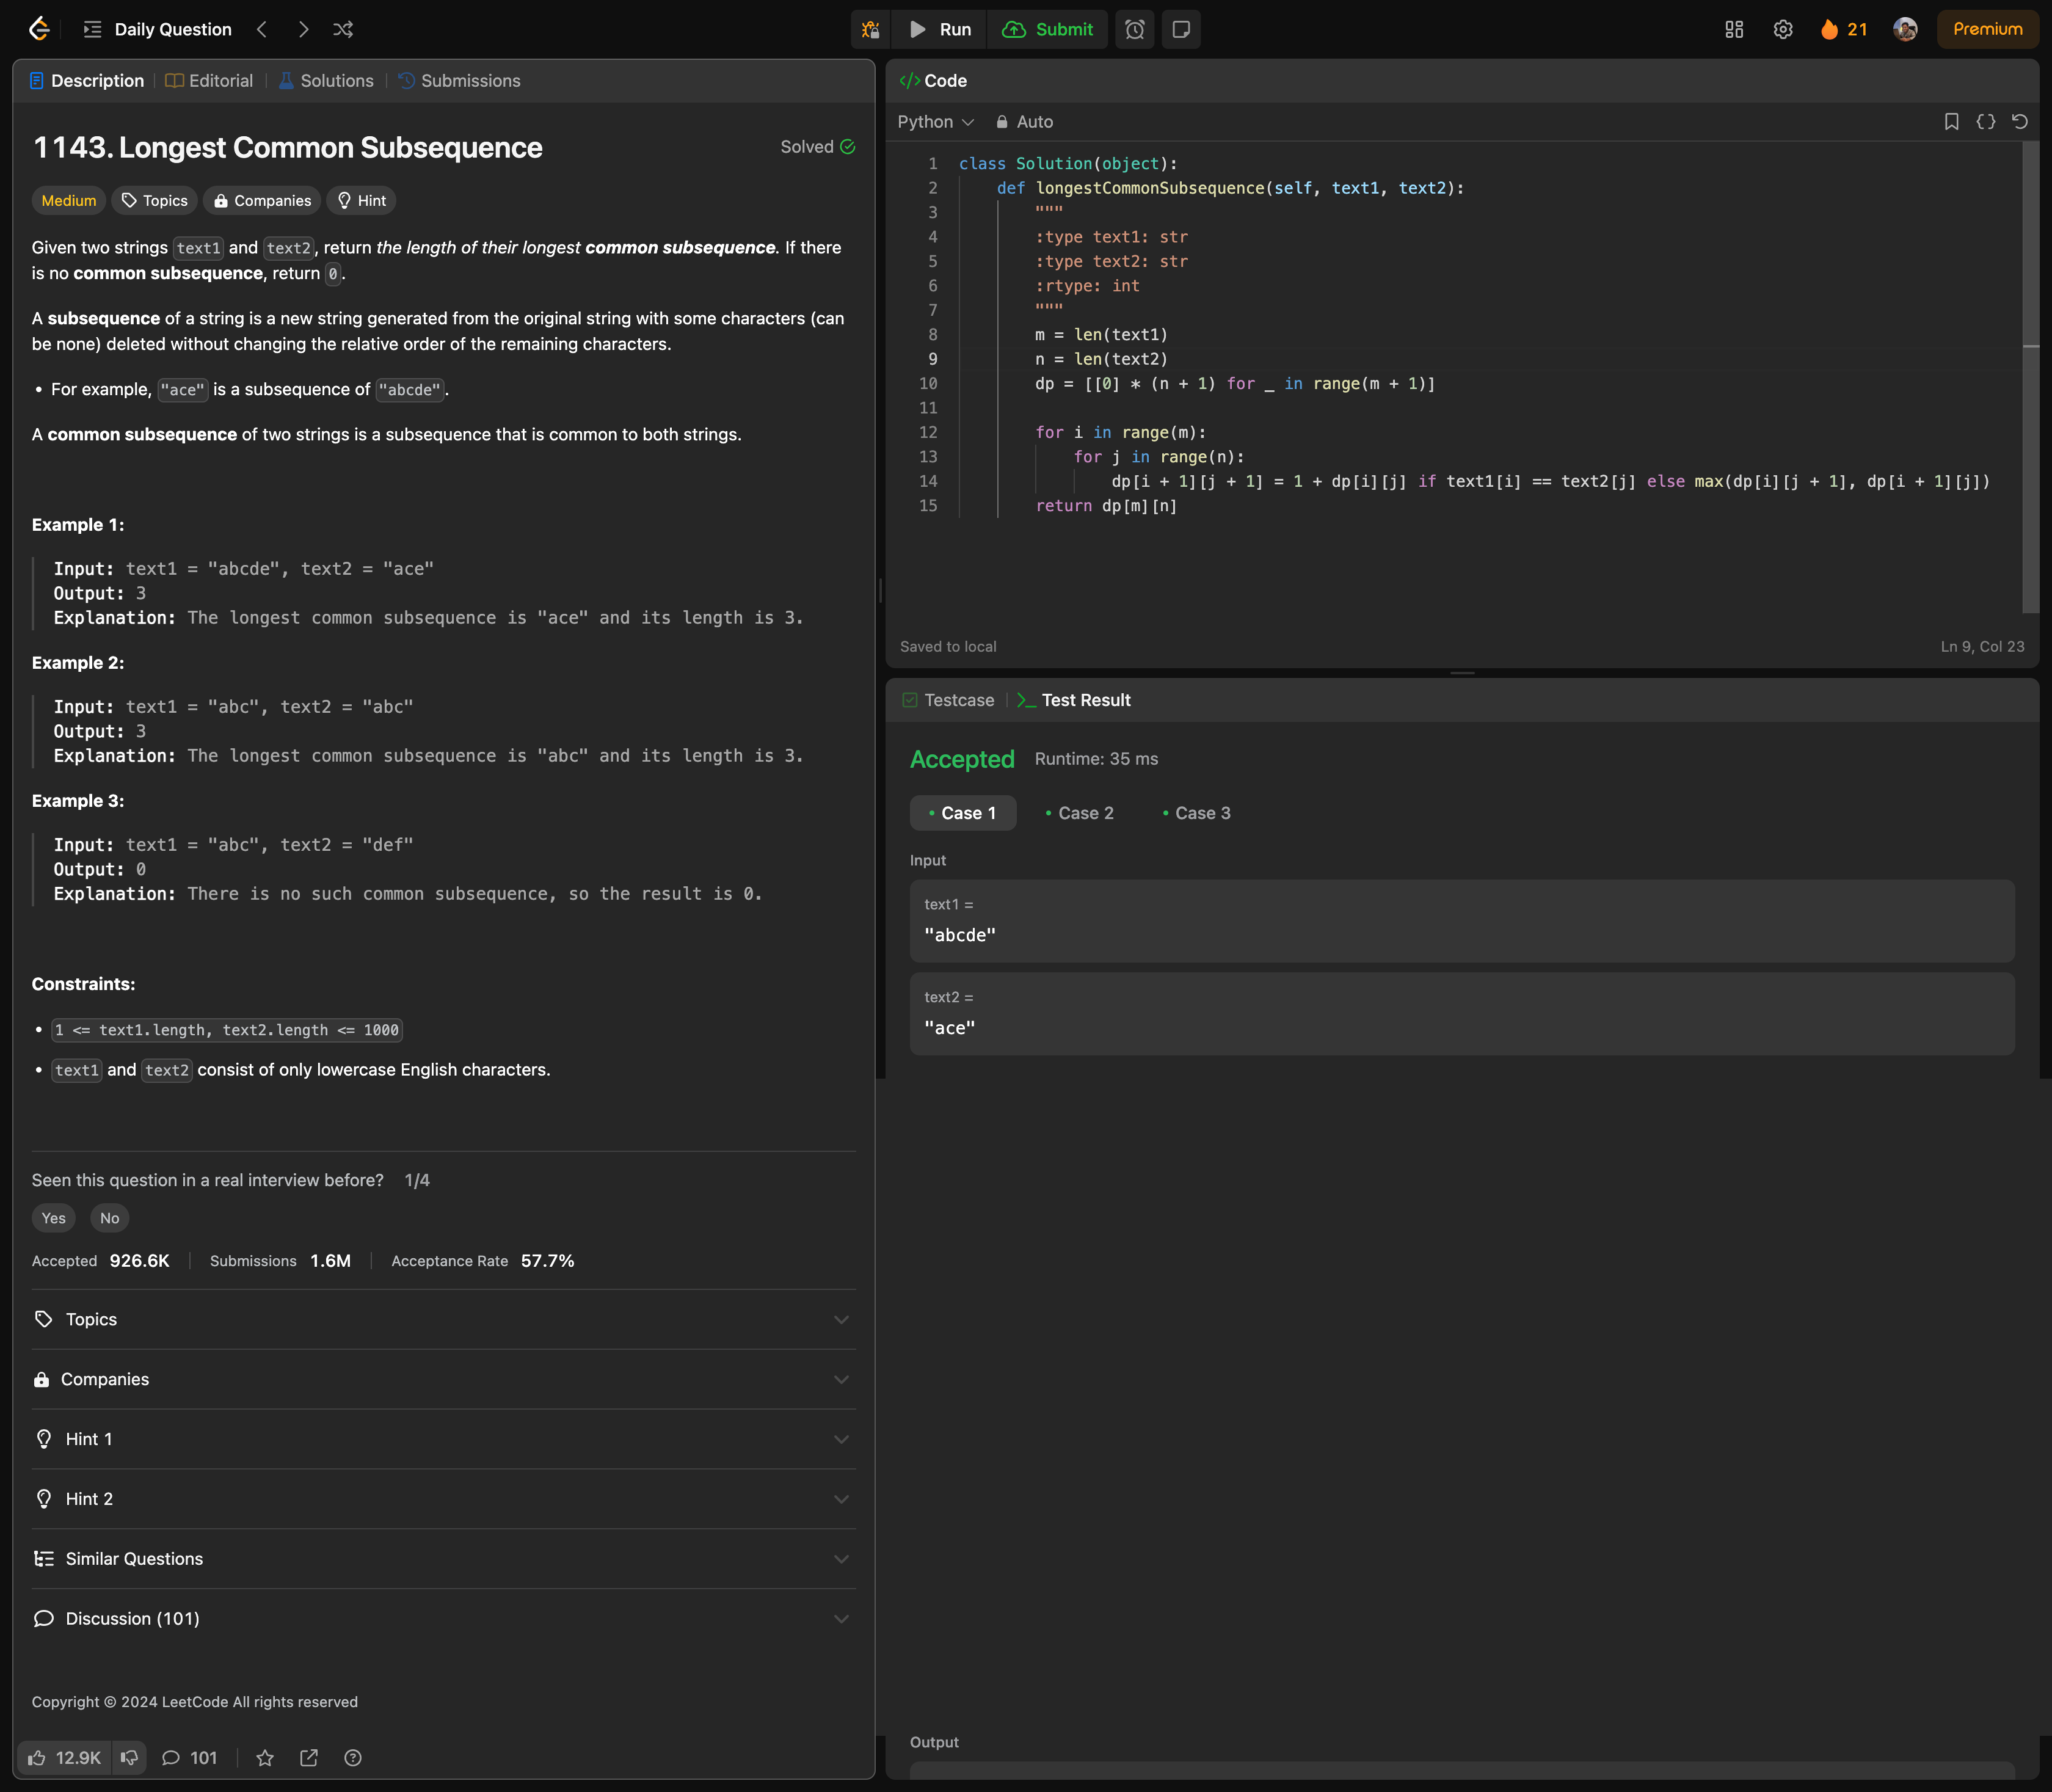 Daily Question
Run
Submit
21
Premium
Description
Editorial
Solutions
Submissions
1143. Longest Common Subsequence
Solved
Medium
Topics
Companies
Hint
Given two strings text1 and text2, return the length of their longest common subsequence. If there
is no common subsequence, return 0.
A subsequence of a string is a new string generated from the original string with some characters (can
be none) deleted without changing the relative order of the remaining characters.
• For example, "ace" is a subsequence of "abcde".
A common subsequence of two strings is a subsequence that is common to both strings.
Example 1:
Input: text1 = "abcde", text2 = "ace"
Output: 3
Explanation: The longest common subsequence is "ace" and its length is 3.
Example 2:
Input: text1 = "abc", text2 = "abc"
Output: 3
Explanation: The longest common subsequence is "abc" and its length is 3.
Example 3:
Input: text1 = "abc", text2 = "def"
Output: 0
Explanation: There is no such common subsequence, so the result is 0.
Constraints:
• 1 <= text1.length, text2.length <= 1000
• text1 and text2 consist of only lowercase English characters.
Seen this question in a real interview before? 1/4
Yes No
Accepted 926.6K Submissions 1.6M Acceptance Rate 57.7%
Topics
Companies
Hint 1
Hint 2
Similar Questions
Discussion (101)
Copyright © 2024 LeetCode All rights reserved
12.9K 101
</> Code
Python Auto
1 class Solution(object):
2 def longestCommonSubsequence(self, text1, text2):
3 """
4 :type text1: str
5 :type text2: str
6 :rtype: int
7 """
8 m = len(text1)
9 n = len(text2)
10 dp = [[0] * (n + 1) for _ in range(m + 1)]
11
12 for i in range(m):
13 for j in range(n):
14 dp[i + 1][j + 1] = 1 + dp[i][j] if text1[i] == text2[j] else max(dp[i][j + 1], dp[i + 1][j])
15 return dp[m][n]
Saved to local
Ln 9, Col 23
Testcase
>_ Test Result
Accepted Runtime: 35 ms
• Case 1 • Case 2 • Case 3
Input
text1 =
"abcde"
text2 =
"ace"
Output